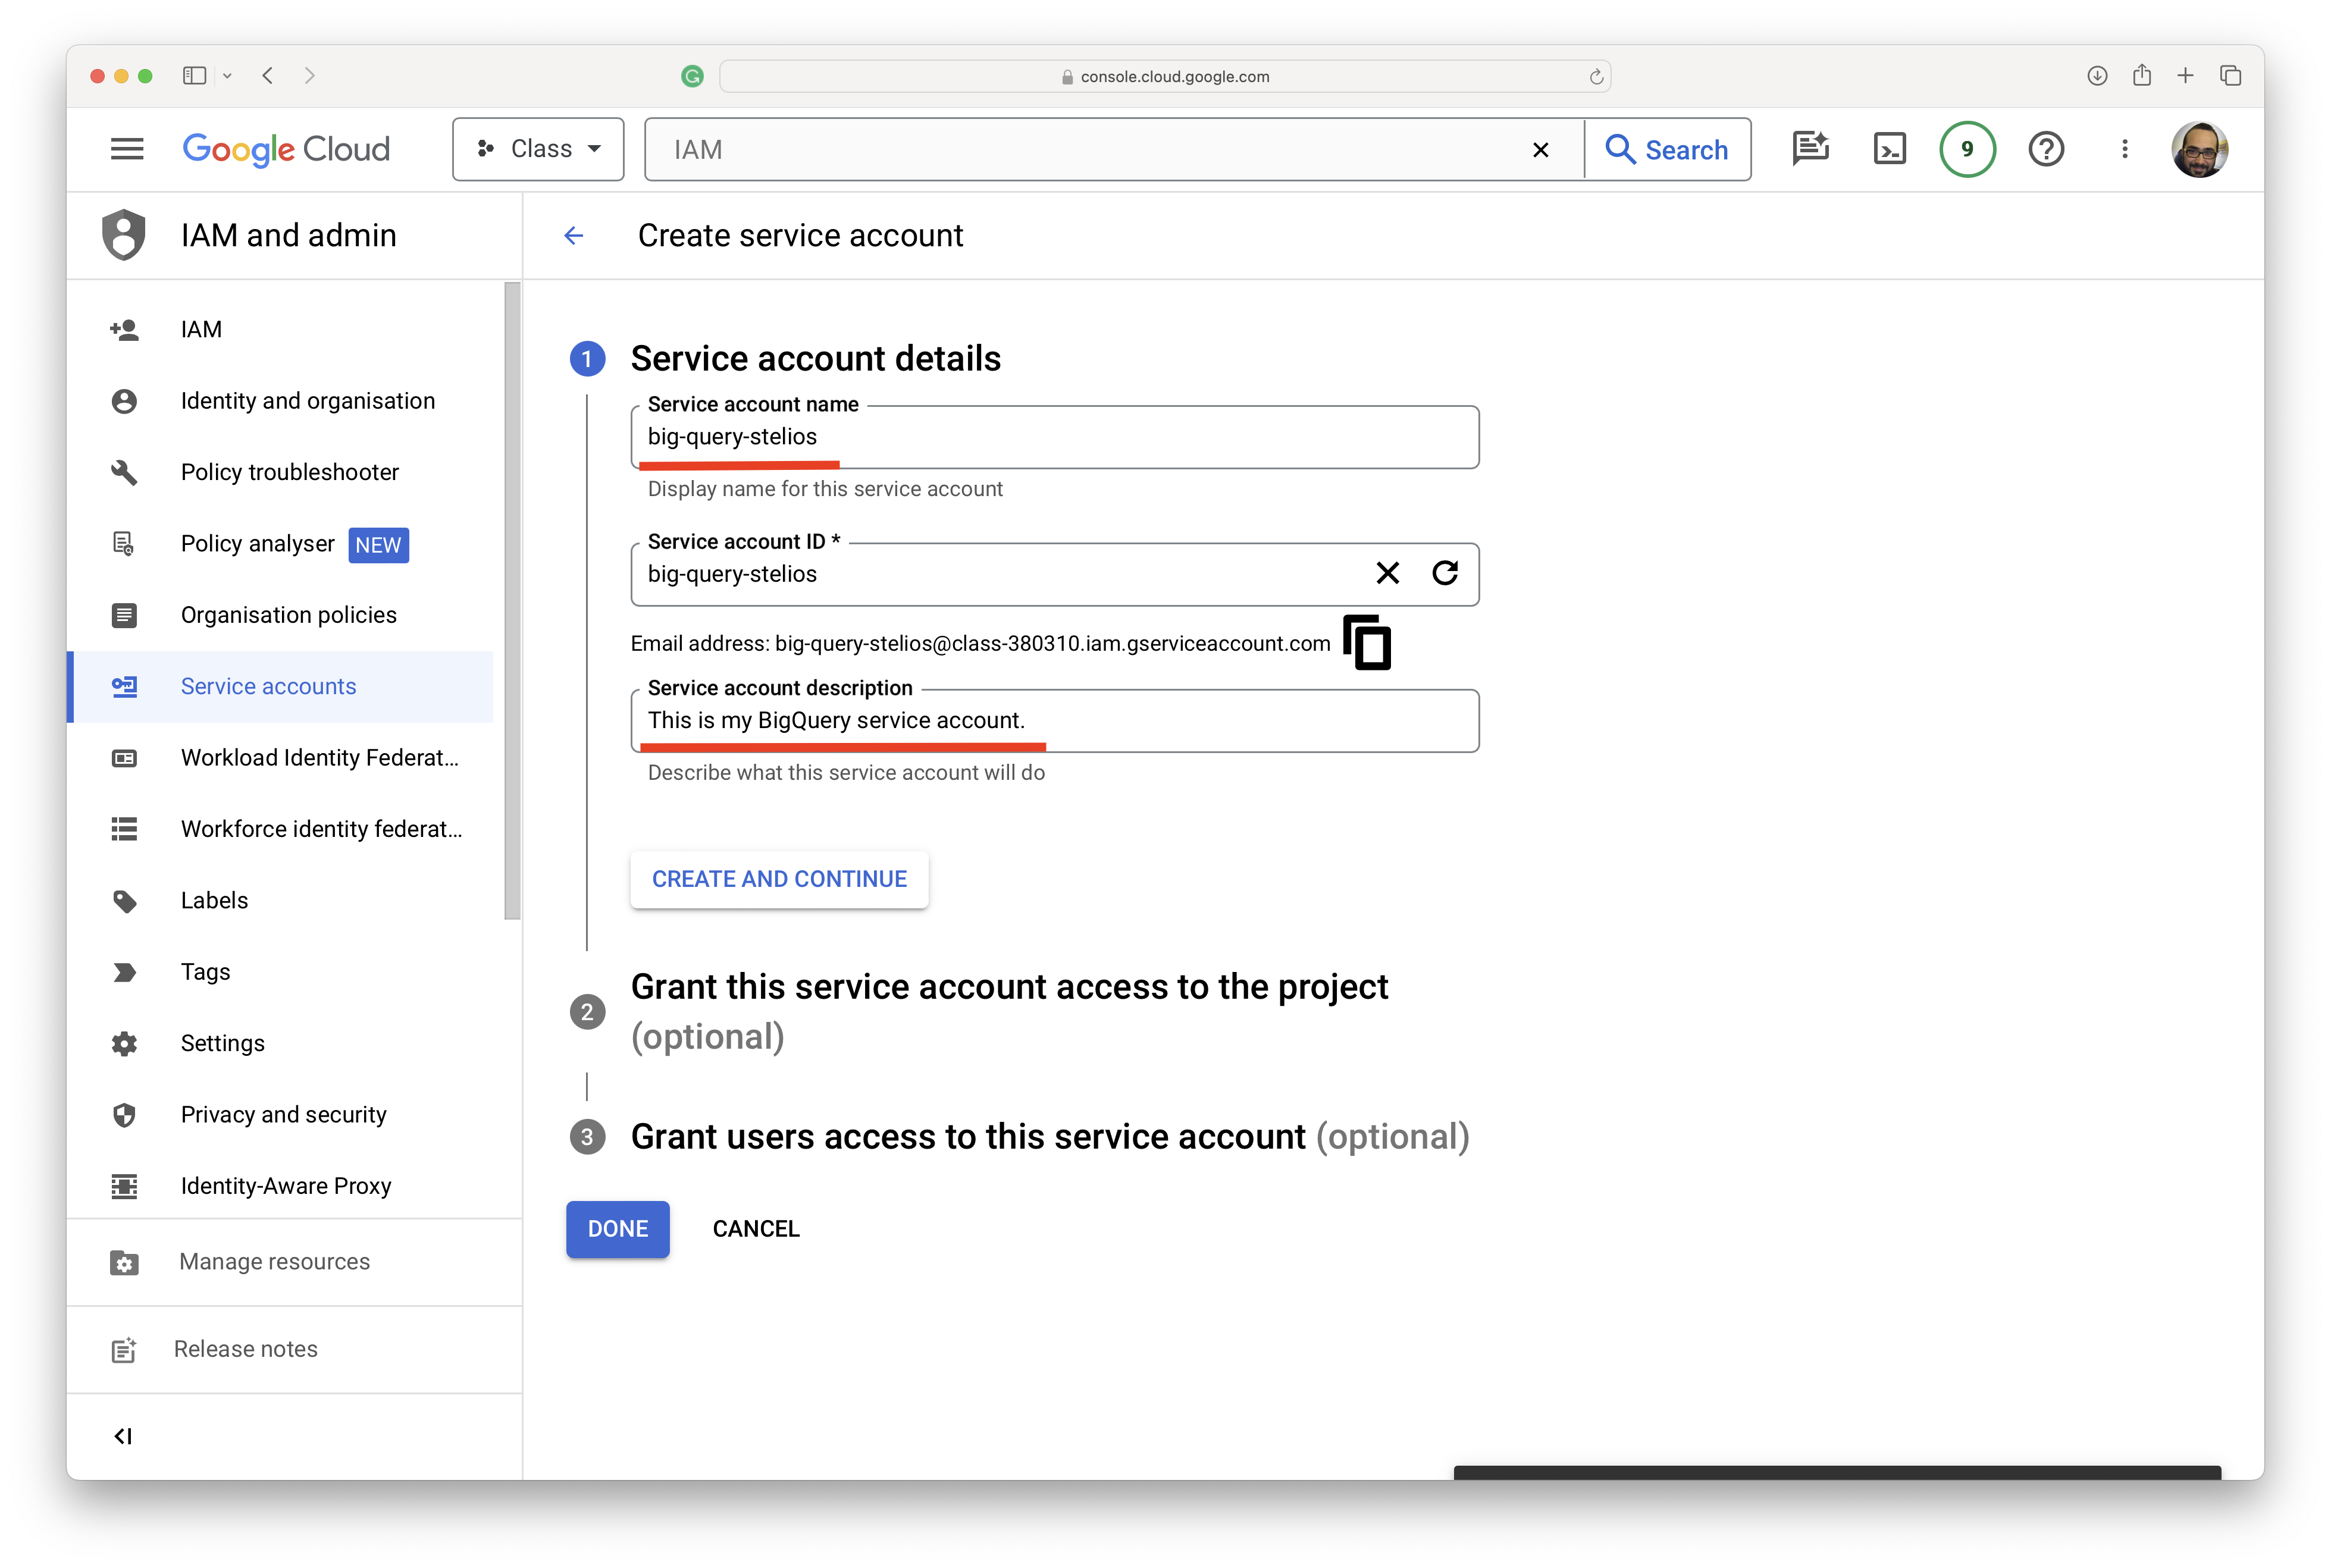 console.cloud.google.com
Google Cloud
Class
IAM
Search
9
IAM and admin
Create service account
IAM
Identity and organisation
Policy troubleshooter
Policy analyser NEW
Organisation policies
Service accounts
Workload Identity Federat...
Workforce identity federat...
Labels
Tags
Settings
Privacy and security
Identity-Aware Proxy
Manage resources
Release notes
1 Service account details
Service account name
big-query-stelios
Display name for this service account
Service account ID *
big-query-stelios
Email address: big-query-stelios@class-380310.iam.gserviceaccount.com
Service account description
This is my BigQuery service account.
Describe what this service account will do
CREATE AND CONTINUE
2 Grant this service account access to the project
(optional)
3 Grant users access to this service account (optional)
DONE CANCEL